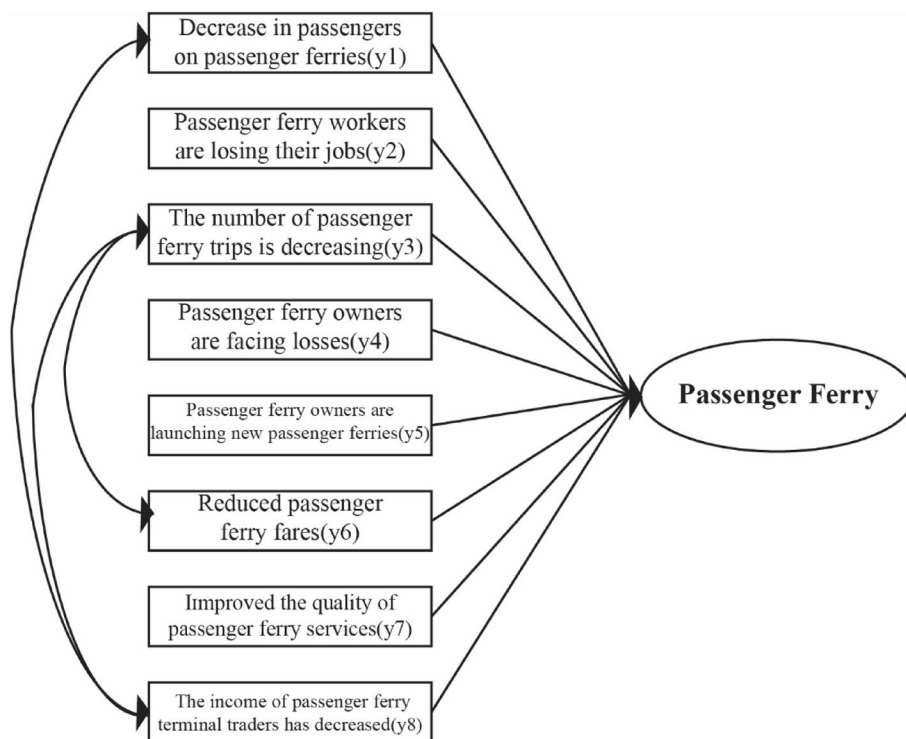 Decrease in passengers
on passenger ferries(y1)
Passenger ferry workers
are losing their jobs(y2)
The number of passenger
ferry trips is decreasing(y3)
Passenger ferry owners
are facing losses(y4)
Passenger ferry owners are
launching new passenger ferries(y5)
Reduced passenger
ferry fares(y6)
Iimproved the quality of
passenger ferry services(y7)
The income of passenger ferry
terminal traders has decreased(y8)
Passenger Ferry